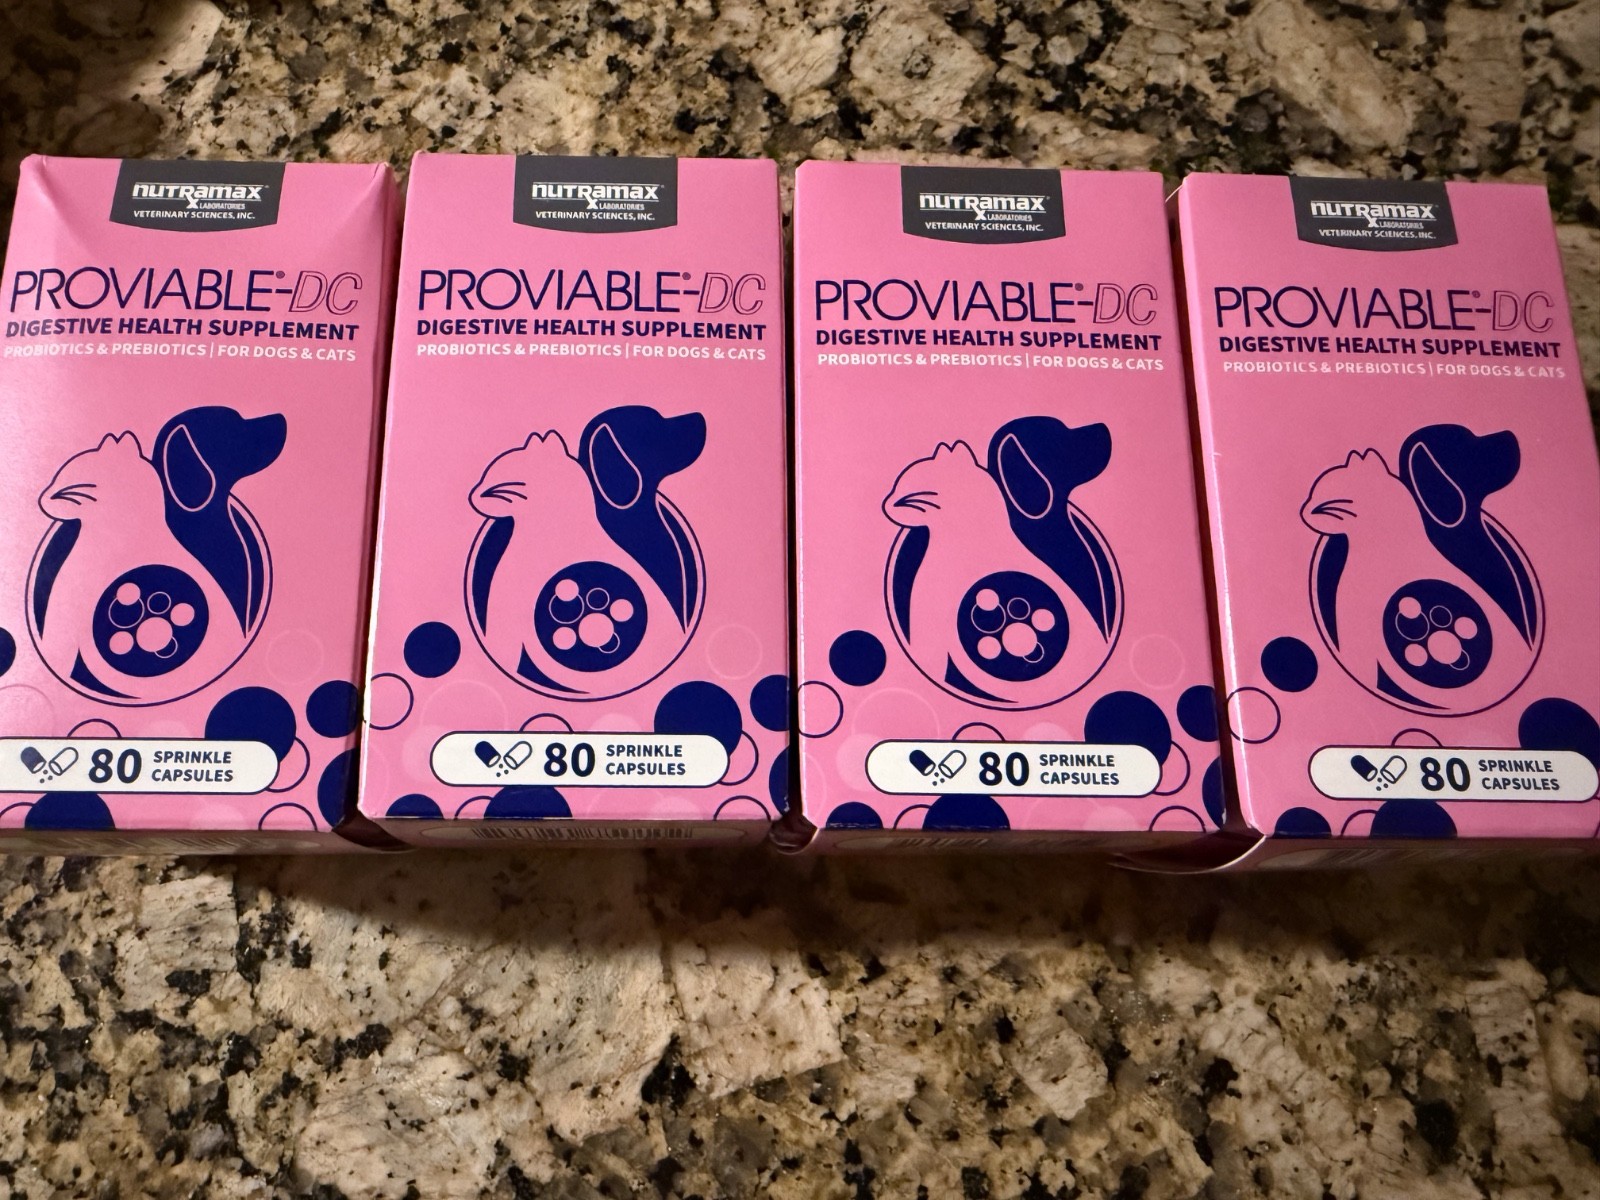 nutramax
LABORATORIES
VETERINARY SCIENCES, INC.
PROVIABLE®-DC
DIGESTIVE HEALTH SUPPLEMENT
PROBIOTICS & PREBIOTICS | FOR DOGS & CATS
80 SPRINKLE
CAPSULES
nutramax
LABORATORIES
VETERINARY SCIENCES, INC.
PROVIABLE®-DC
DIGESTIVE HEALTH SUPPLEMENT
PROBIOTICS & PREBIOTICS | FOR DOGS & CATS
80 SPRINKLE
CAPSULES
nutramax
LABORATORIES
VETERINARY SCIENCES, INC.
PROVIABLE®-DC
DIGESTIVE HEALTH SUPPLEMENT
PROBIOTICS & PREBIOTICS | FOR DOGS & CATS
80 SPRINKLE
CAPSULES
nutramax
LABORATORIES
VETERINARY SCIENCES, INC.
PROVIABLE®-DC
DIGESTIVE HEALTH SUPPLEMENT
PROBIOTICS & PREBIOTICS | FOR DOGS & CATS
80 SPRINKLE
CAPSULES